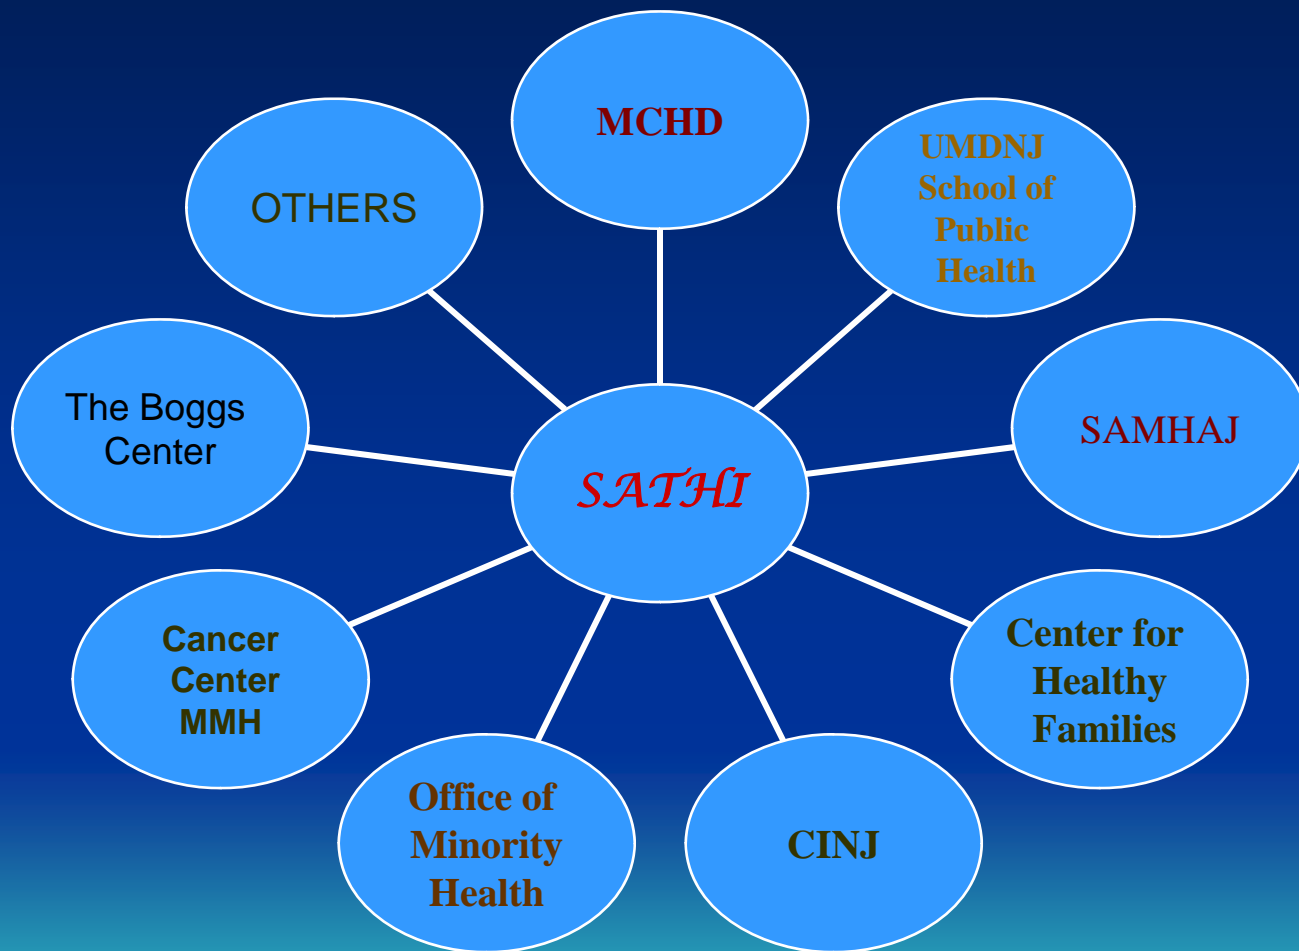 MCHD
UMDNJ
School of
Public
Health
OTHERS
SAMHAJ
The Boggs
Center
SATHI
Center for
Healthy
Families
Cancer
Center
MMH
Office of
Minority
Health
CINJ